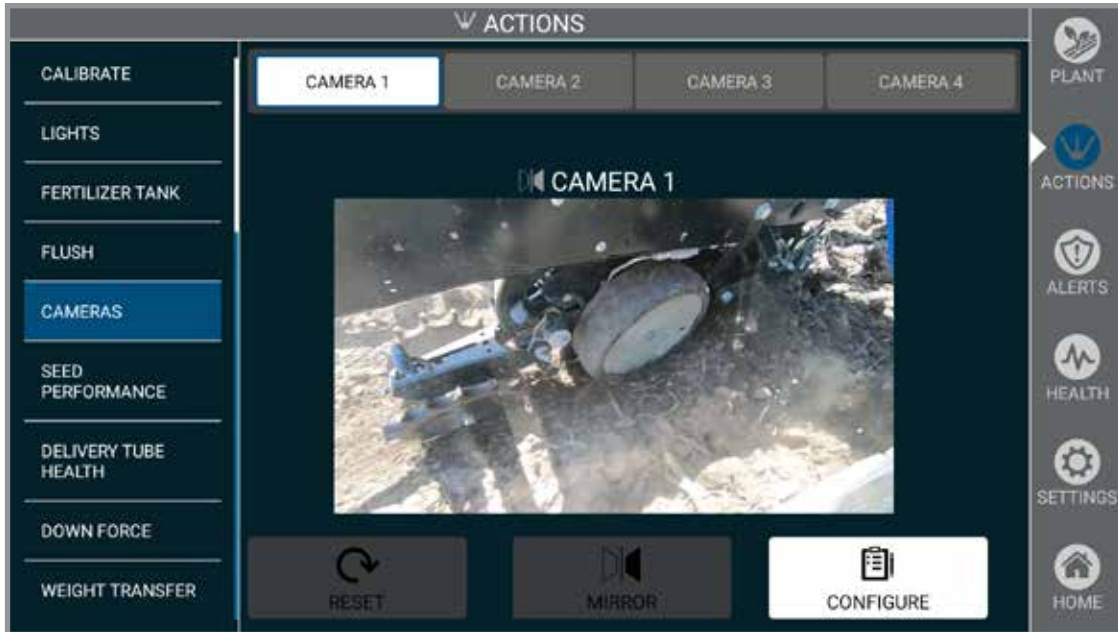 ACTIONS
CALIBRATE
LIGHTS
FERTILIZER TANK
FLUSH
CAMERAS
SEED
PERFORMANCE
DELIVERY TUBE
HEALTH
DOWN FORCE
WEIGHT TRANSFER
CAMERA 1
CAMERA 2
CAMERA 3
CAMERA 4
CAMERA 1
RESET
MIRROR
CONFIGURE
PLANT
ACTIONS
ALERTS
HEALTH
SETTINGS
HOME